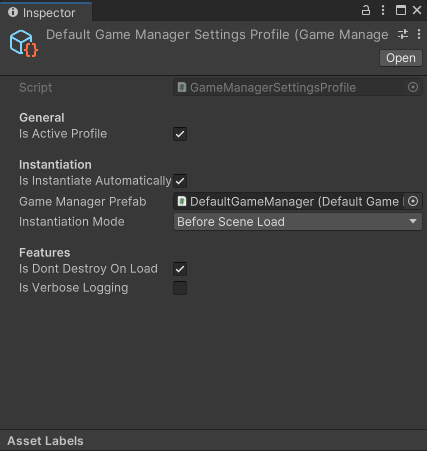 Inspector
Default Game Manager Settings Profile (Game Manage
Open
Script GameManagerSettingsProfile
General
Is Active Profile
Instantiation
Is Instantiate Automatically
Game Manager Prefab DefaultGameManager (Default Game
Instantiation Mode Before Scene Load
Features
Is Dont Destroy On Load
Is Verbose Logging
Asset Labels